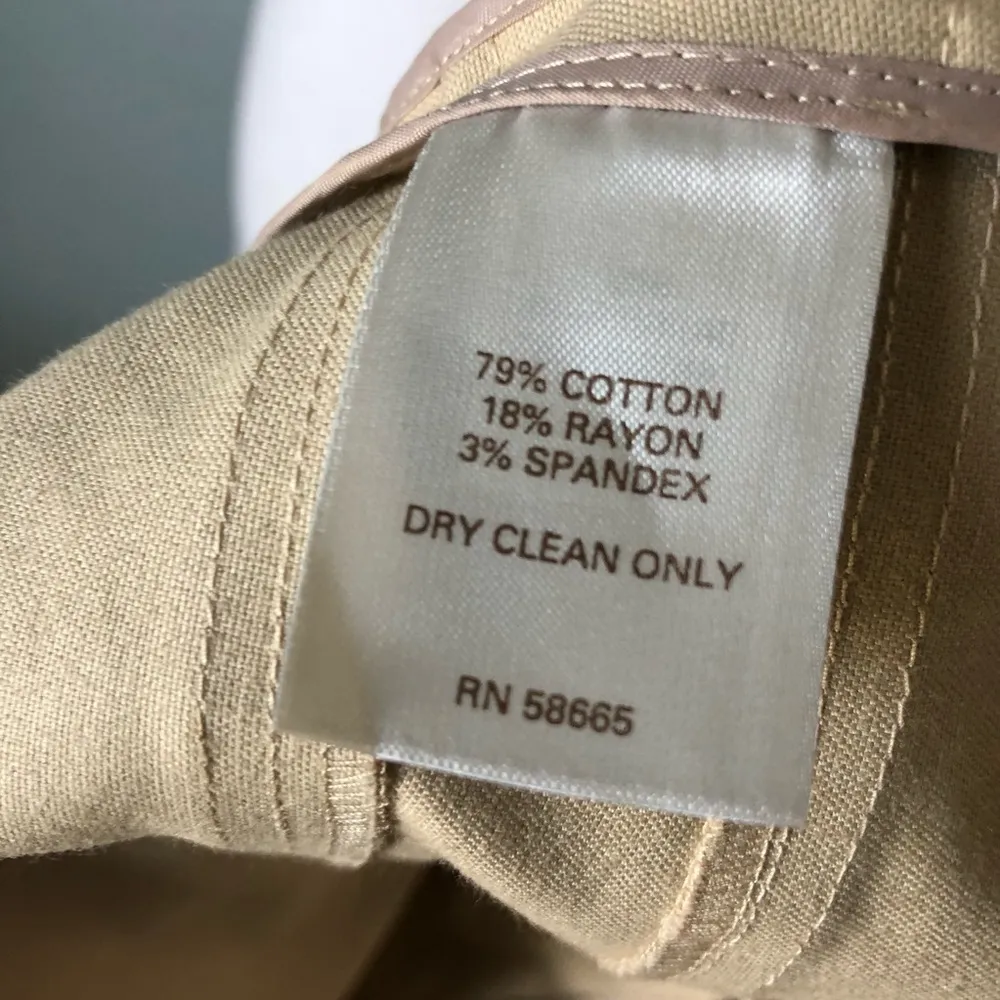 79% COTTON
18% RAYON
3% SPANDEX
DRY CLEAN ONLY
RN 58665